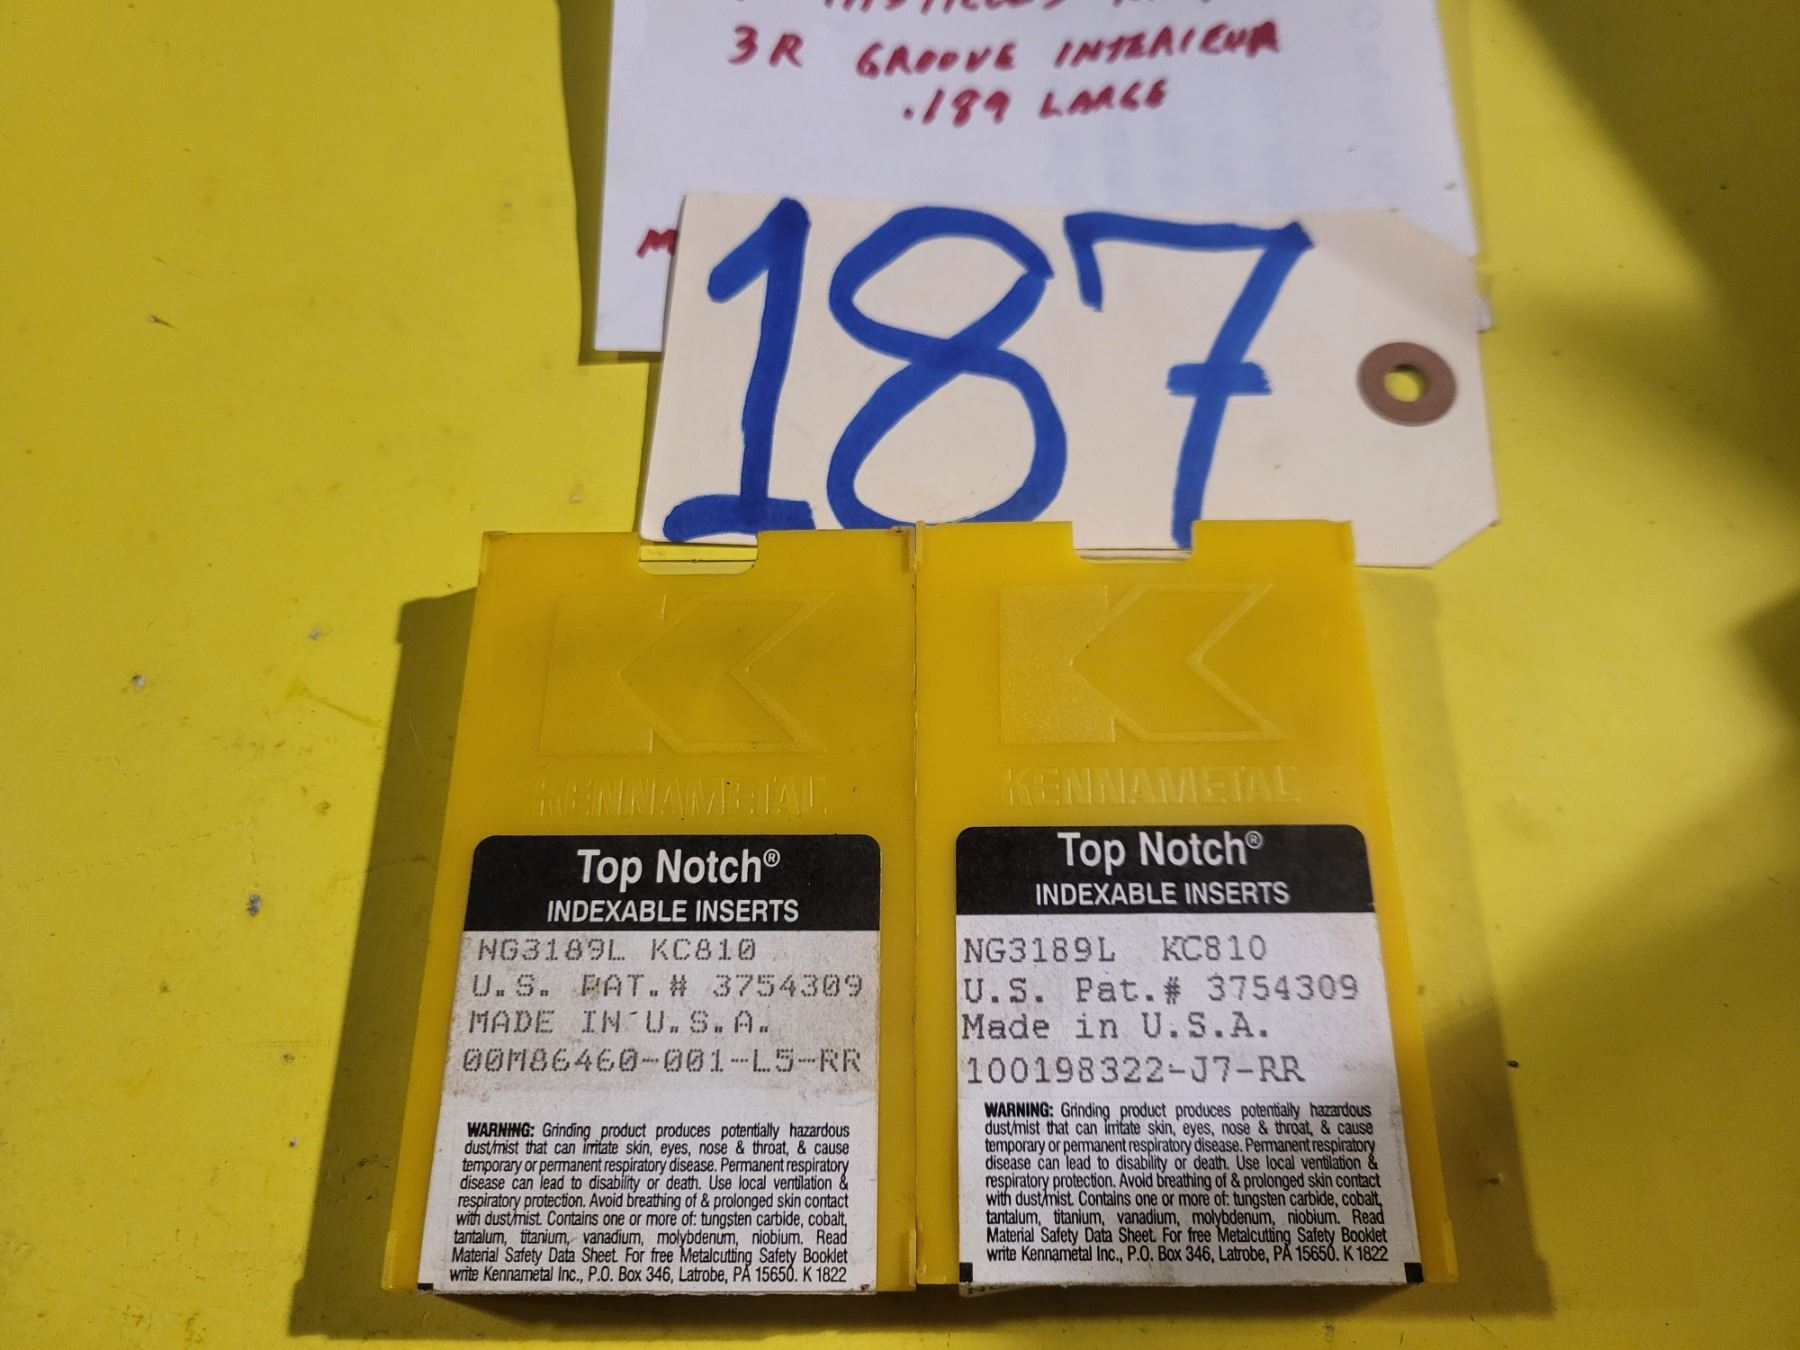 3R GROOVE INTERIEUR
.189 LARGE
M
187
KENNAMETAL
Top Notch®
INDEXABLE INSERTS
NG3189L KC810
U.S. PAT.# 3754309
MADE IN U.S.A.
00M86460-001-L5-RR
WARNING: Grinding product produces potentially hazardous
dust/mist that can irritate skin, eyes, nose & throat, & cause
temporary or permanent respiratory disease. Permanent respiratory
disease can lead to disability or death. Use local ventilation &
respiratory protection. Avoid breathing of & prolonged skin contact
with dust/mist. Contains one or more of: tungsten carbide, cobalt,
tantalum, titanium, vanadium, molybdenum, niobium. Read
Material Safety Data Sheet. For free Metalcutting Safety Booklet
write Kennametal Inc., P.O. Box 346, Latrobe, PA 15650. K 1822
KENNAMETAL
Top Notch®
INDEXABLE INSERTS
NG3189L KC810
U.S. Pat.# 3754309
Made in U.S.A.
100198322-J7-RR
WARNING: Grinding product produces potentially hazardous
dust/mist that can irritate skin, eyes, nose & throat, & cause
temporary or permanent respiratory disease. Permanent respiratory
disease can lead to disability or death. Use local ventilation &
respiratory protection. Avoid breathing of & prolonged skin contact
with dust/mist. Contains one or more of: tungsten carbide, cobalt,
tantalum, titanium, vanadium, molybdenum, niobium. Read
Material Safety Data Sheet. For free Metalcutting Safety Booklet
write Kennametal Inc., P.O. Box 346, Latrobe, PA 15650. K 1822